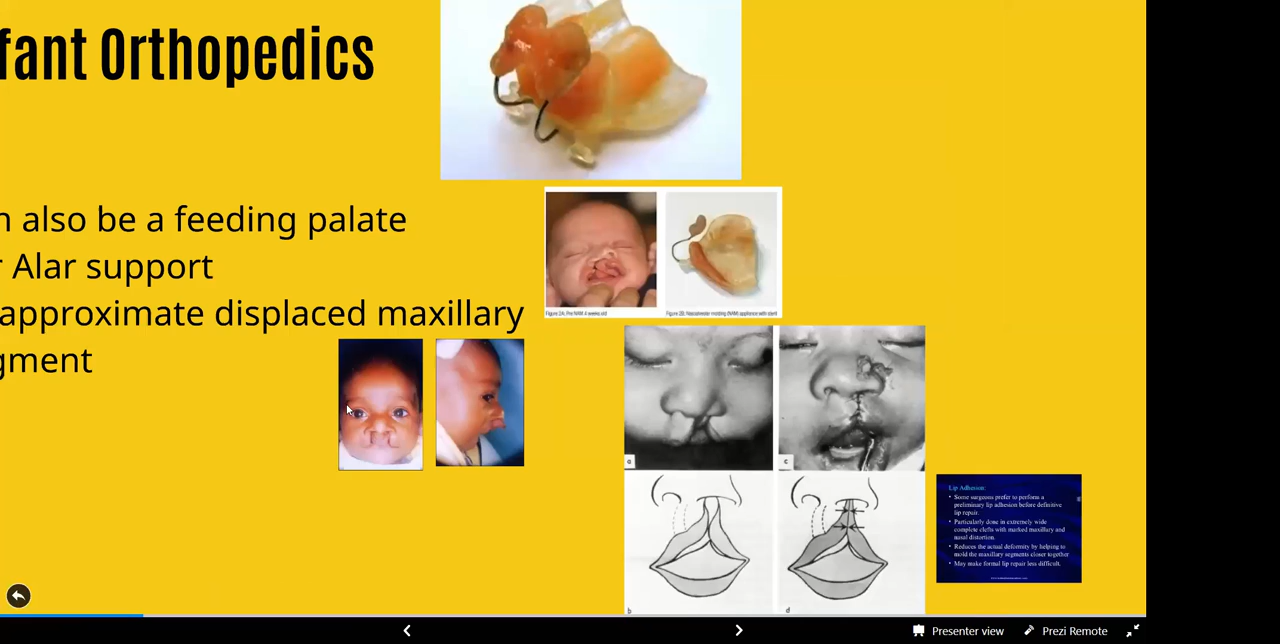 fant Orthopedics
n also be a feeding palate
r Alar support
approximate displaced maxillary
gment
Figure 2A: Pre NAM 4 weeks old
Figure 2B: Nasoalveolar molding (NAM) appliance with
a
c
b
d
Lip Adhesion:
• Some surgeons prefer to perform a
preliminary lip adhesion before definitive
lip repair.
• Particularly done in extremely wide
complete clefts with marked maxillary and
nasal distortion.
• Reduces the actual deformity by helping to
mold the maxillary segments closer together
• May make formal lip repair less difficult.
Presenter view
Prezi Remote